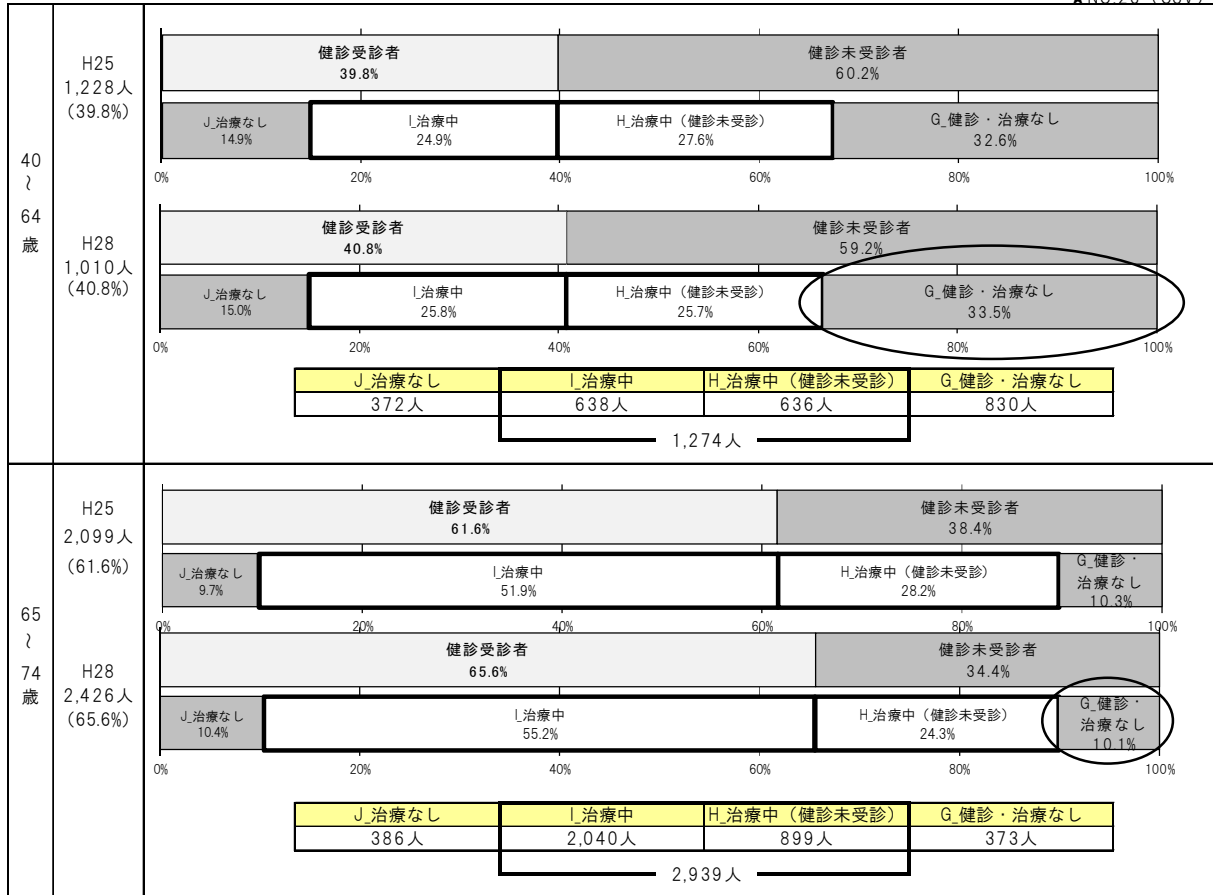 40
～
64
歳
H25
1,228人
(39.8%)
健診受診者
39.8%
健診未受診者
60.2%
J_治療なし
14.9%
I_治療中
24.9%
H_治療中（健診未受診）
27.6%
G_健診・治療なし
32.6%
0% 20% 40% 60% 80% 100%
H28
1,010人
(40.8%)
健診受診者
40.8%
健診未受診者
59.2%
J_治療なし
15.0%
I_治療中
25.8%
H_治療中（健診未受診）
25.7%
G_健診・治療なし
33.5%
0% 20% 40% 60% 80% 100%
J_治療なし I_治療中 H_治療中（健診未受診） G_健診・治療なし
372人 638人 636人 830人
1,274人
65
～
74
歳
H25
2,099人
(61.6%)
健診受診者
61.6%
健診未受診者
38.4%
J_治療なし
9.7%
I_治療中
51.9%
H_治療中（健診未受診）
28.2%
G_健診・
治療なし
10.3%
0% 20% 40% 60% 80% 100%
H28
2,426人
(65.6%)
健診受診者
65.6%
健診未受診者
34.4%
J_治療なし
10.4%
I_治療中
55.2%
H_治療中（健診未受診）
24.3%
G_健診・
治療なし
10.1%
0% 20% 40% 60% 80% 100%
J_治療なし I_治療中 H_治療中（健診未受診） G_健診・治療なし
386人 2,040人 899人 373人
2,939人